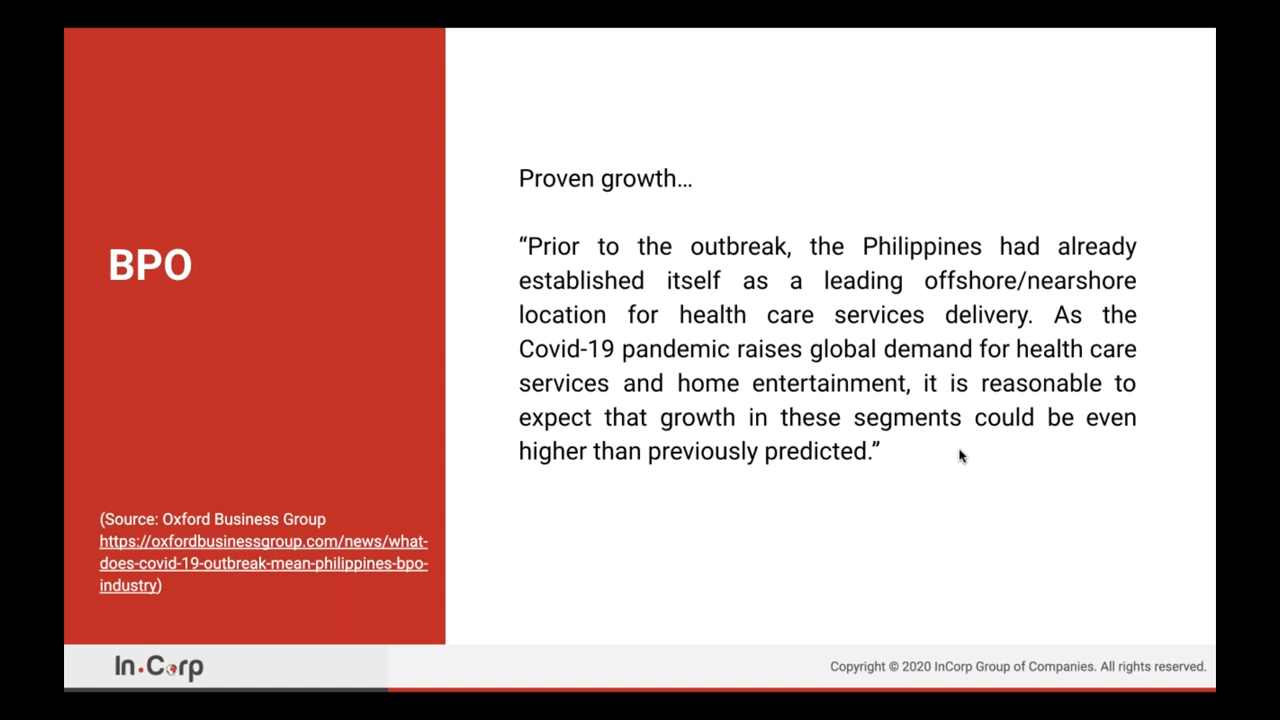 BPO
(Source: Oxford Business Group
https://oxfordbusinessgroup.com/news/what-
does-covid-19-outbreak-mean-philippines-bpo-
industry)
Proven growth…
“Prior to the outbreak, the Philippines had already
established itself as a leading offshore/nearshore
location for health care services delivery. As the
Covid-19 pandemic raises global demand for health care
services and home entertainment, it is reasonable to
expect that growth in these segments could be even
higher than previously predicted.”
In.Corp
Copyright © 2020 InCorp Group of Companies. All rights reserved.